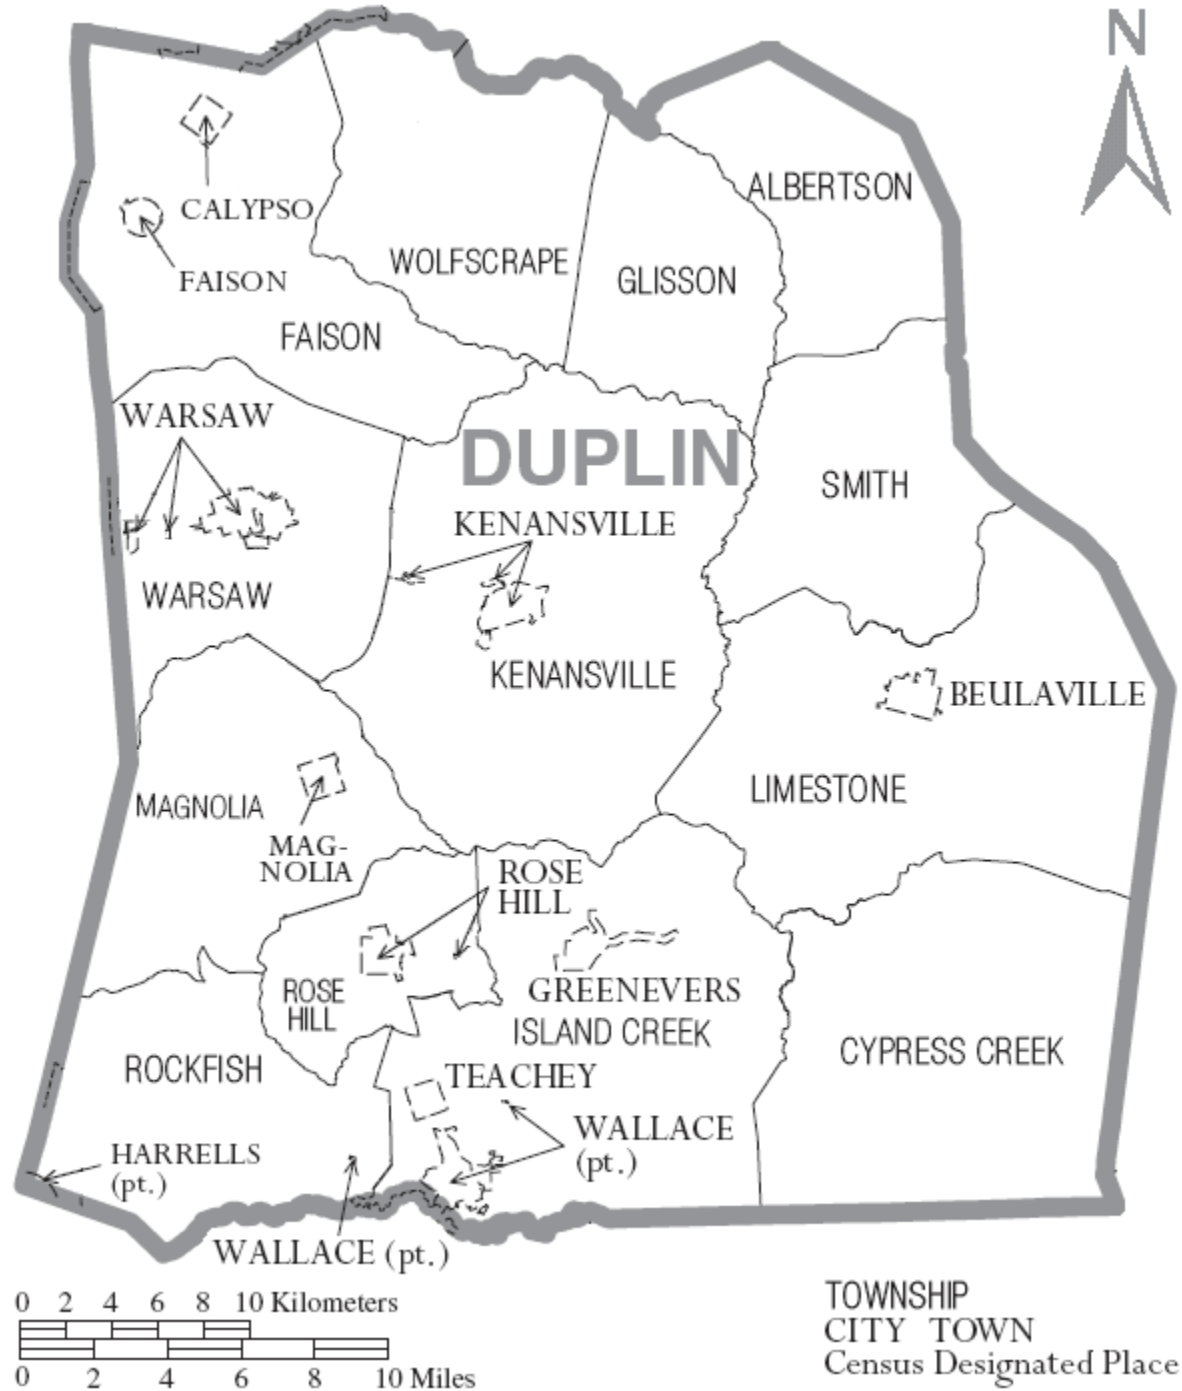 N
ALBERTSON
CALYPSO
WOLFSCRAPE
GLISSON
FAISON
FAISON
WARSAW
DUPLIN
SMITH
KENANSVILLE
WARSAW
KENANSVILLE
BEULAVILLE
LIMESTONE
MAGNOLIA
MAG-
NOLIA
ROSE
HILL
GREENEVERS
ROSE
HILL
ISLAND CREEK
CYPRESS CREEK
ROCKFISH
TEACHEY
WALLACE
(pt.)
HARRELLS
(pt.)
WALLACE (pt.)
0 2 4 6 8 10 Kilometers
0 2 4 6 8 10 Miles
TOWNSHIP
CITY TOWN
Census Designated Place